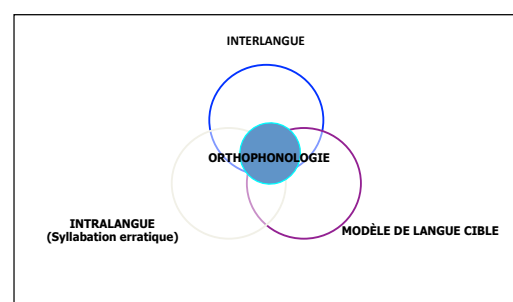 INTERLANGUE
ORTHOPHONOLOGIE
INTRALANGUE
(Syllabation erratique)
MODÈLE DE LANGUE CIBLE